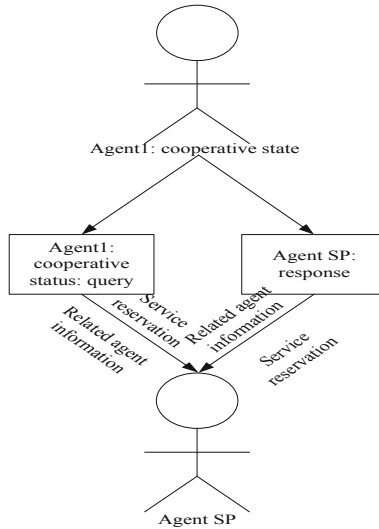 Agent1: cooperative state
Agent1:
cooperative
status: query
Agent SP:
response
Service
reservation
Related agent
information
Related agent
information
Service
reservation
Agent SP